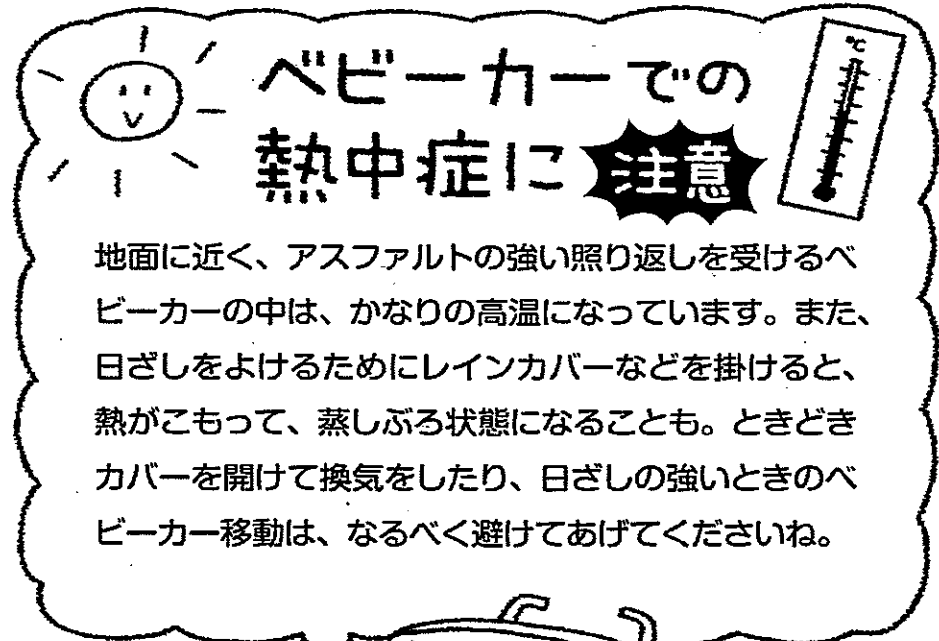 ベビーカーでの
熱中症に注意
℃
地面に近く、アスファルトの強い照り返しを受けるベ
ビーカーの中は、かなりの高温になっています。また、
日ざしをよけるためにレインカバーなどを掛けると、
熱がこもって、蒸しぶろ状態になることも。ときどき
カバーを開けて換気をしたり、日ざしの強いときのベ
ビーカー移動は、なるべく避けてあげてくださいね。